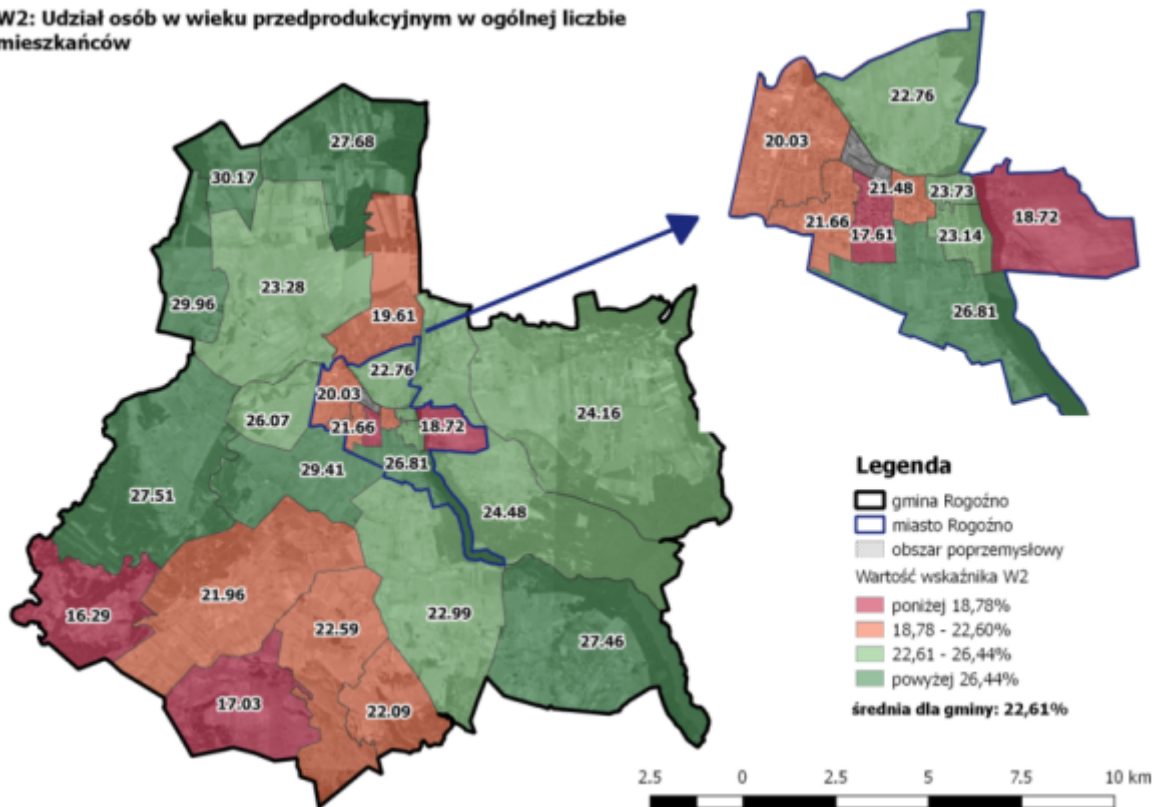 W2: Udział osób w wieku przedprodukcyjnym w ogólnej liczbie
mieszkańców
27.68
30.17
23.28
29.96
19.61
22.76
20.03
26.07
21.66
18.72
24.16
29.41
26.81
27.51
24.48
21.96
16.29
22.59
22.99
27.46
17.03
22.09
22.76
20.03
21.48
23.73
18.72
21.66
17.61
23.14
26.81
Legenda
gmina Rogoźno
miasto Rogoźno
obszar poprzemysłowy
Wartość wskaźnika W2
poniżej 18,78%
18,78 - 22,60%
22,61 - 26,44%
powyżej 26,44%
średnia dla gminy: 22,61%
2.5 0 2.5 5 7.5 10 km